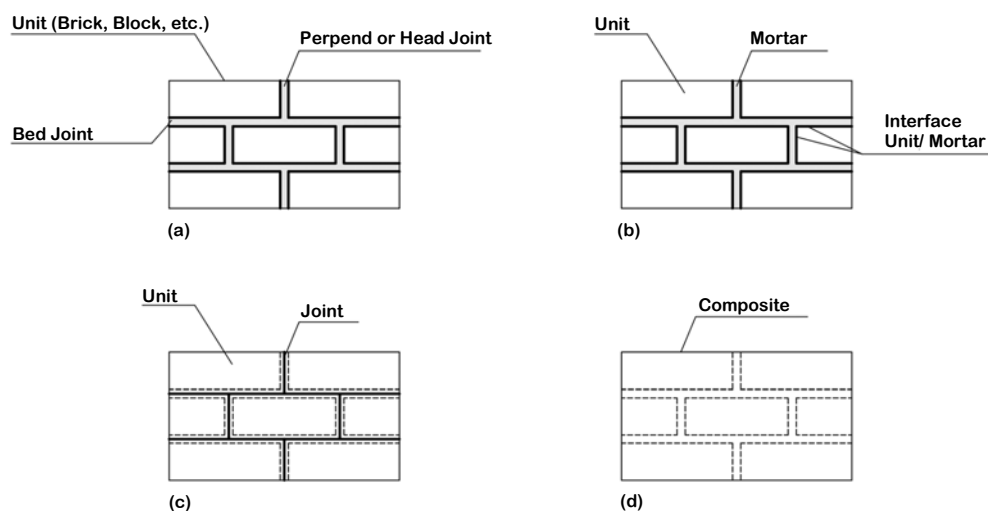 Unit (Brick, Block, etc.)
Perpend or Head Joint
Bed Joint
(a)
Unit
Mortar
Interface
Unit/ Mortar
(b)
Unit
Joint
(c)
Composite
(d)